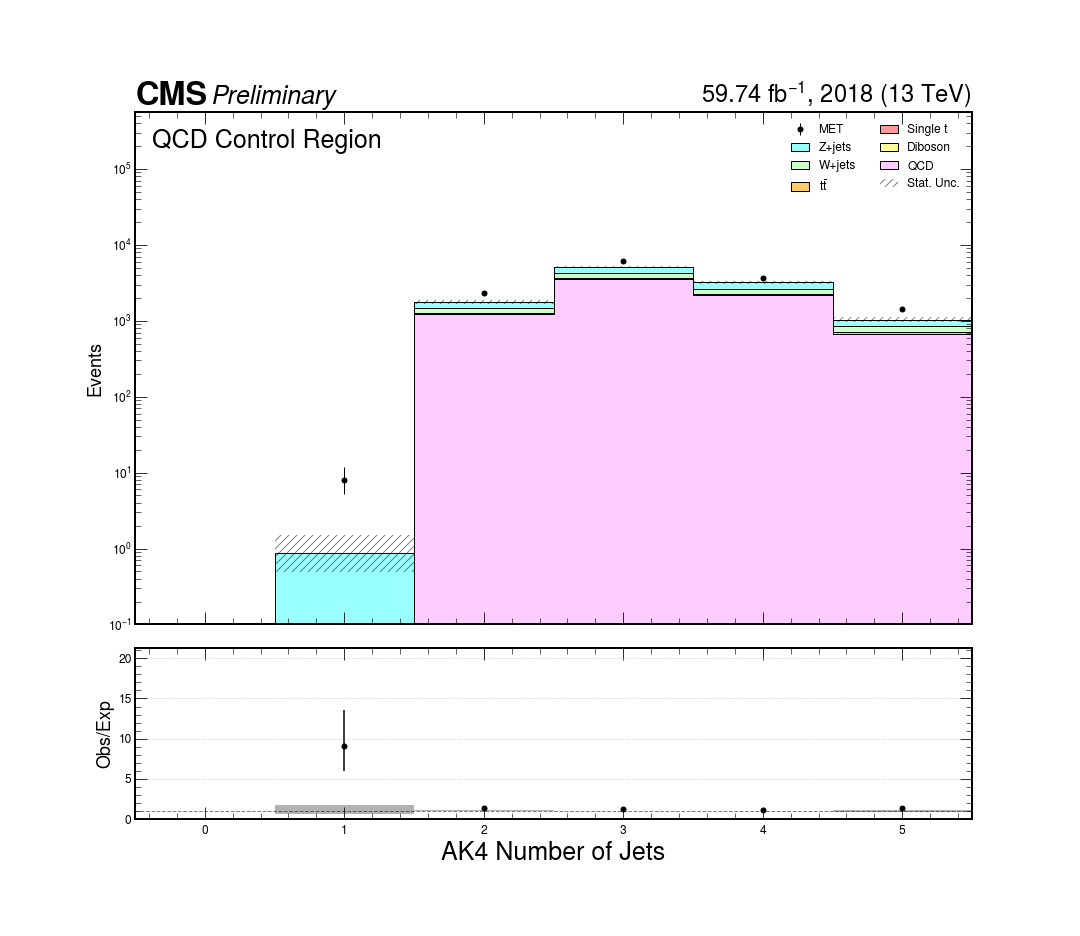 CMS Preliminary 59.74 fb⁻¹, 2018 (13 TeV)
QCD Control Region
MET
Z+jets
W+jets
tt̄
Single t
Diboson
QCD
Stat. Unc.
Events
10⁵
10⁴
10³
10²
10¹
10⁰
10⁻¹
Obs/Exp
20
15
10
5
0
0 1 2 3 4 5
AK4 Number of Jets